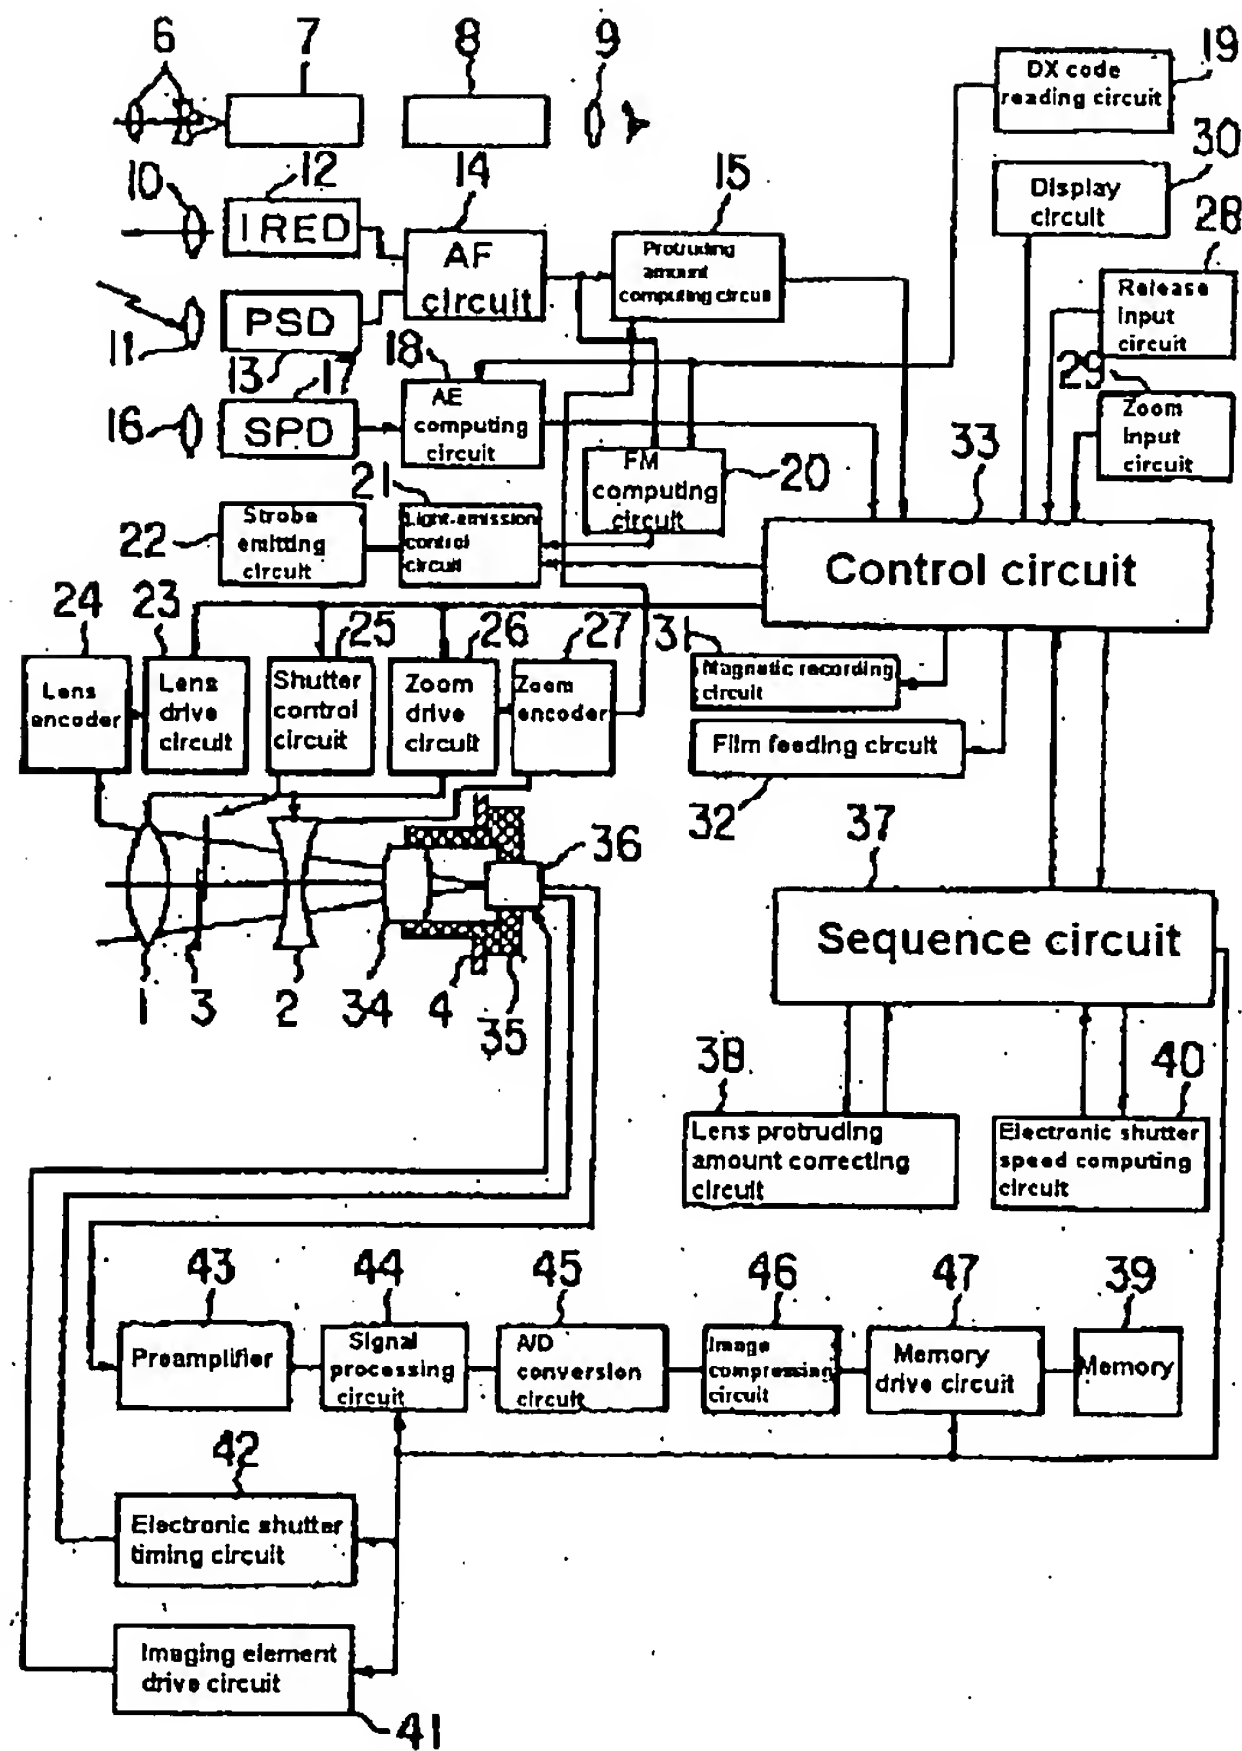 6
7
8
9
19
DX code
reading circuit
30
Display
circuit
10
12
14
15
28
IRED
AF
circuit
Protruding
amount
computing circuit
Release
Input
circuit
11
PSD
13
17
18
29
16
SPD
AE
computing
circuit
Zoom
Input
circuit
33
21
FM
computing
circuit
20
22
Strobe
emitting
circuit
Light-emission
control
circuit
Control circuit
24
23
25
26
27
31
Lens
encoder
Lens
drive
circuit
Shutter
control
circuit
Zoom
drive
circuit
Zoom
encoder
Magnetic recording
circuit
Film feeding circuit
32
37
36
Sequence circuit
1
3
2
34
4
35
38
40
Lens protruding
amount correcting
circuit
Electronic shutter
speed computing
circuit
43
44
45
46
47
39
Preamplifier
Signal
processing
circuit
A/D
conversion
circuit
Image
compressing
circuit
Memory
drive circuit
Memory
42
Electronic shutter
timing circuit
Imaging element
drive circuit
41